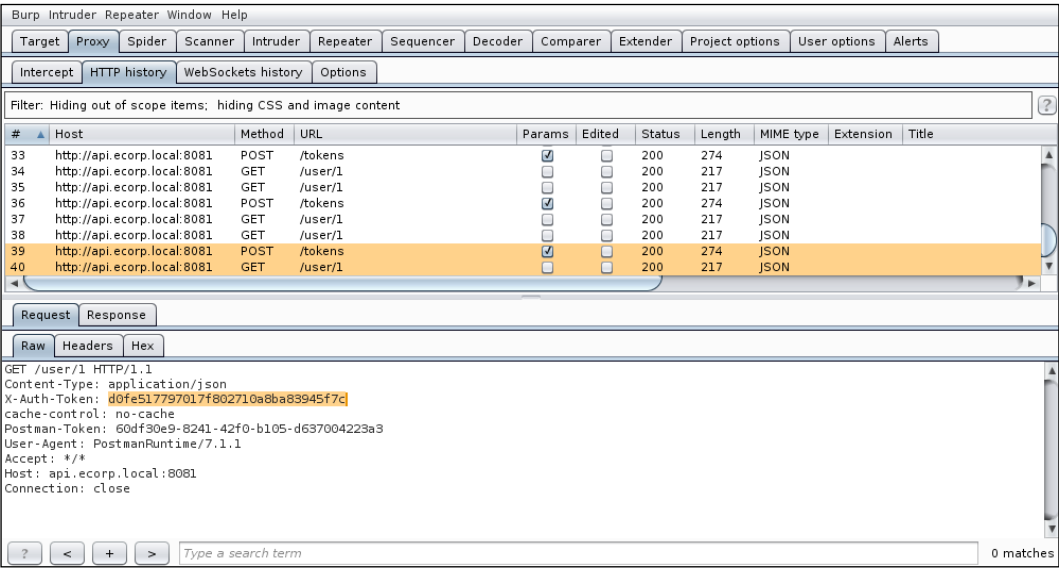 Burp Intruder Repeater Window Help
Target Proxy Spider Scanner Intruder Repeater Sequencer Decoder Comparer Extender Project options User options Alerts
Intercept HTTP history WebSockets history Options
Filter: Hiding out of scope items; hiding CSS and image content ?
# Host Method URL Params Edited Status Length MIME type Extension Title
33 http://api.ecorp.local:8081 POST /tokens 200 274 JSON
34 http://api.ecorp.local:8081 GET /user/1 200 217 JSON
35 http://api.ecorp.local:8081 GET /user/1 200 217 JSON
36 http://api.ecorp.local:8081 POST /tokens 200 274 JSON
37 http://api.ecorp.local:8081 GET /user/1 200 217 JSON
38 http://api.ecorp.local:8081 GET /user/1 200 217 JSON
39 http://api.ecorp.local:8081 POST /tokens 200 274 JSON
40 http://api.ecorp.local:8081 GET /user/1 200 217 JSON
Request Response
Raw Headers Hex
GET /user/1 HTTP/1.1
Content-Type: application/json
X-Auth-Token: d0fe517797017f802710a8ba83945f7c
cache-control: no-cache
Postman-Token: 60df30e9-8241-42f0-b105-d637004223a3
User-Agent: PostmanRuntime/7.1.1
Accept: */*
Host: api.ecorp.local:8081
Connection: close
? < + > Type a search term 0 matches